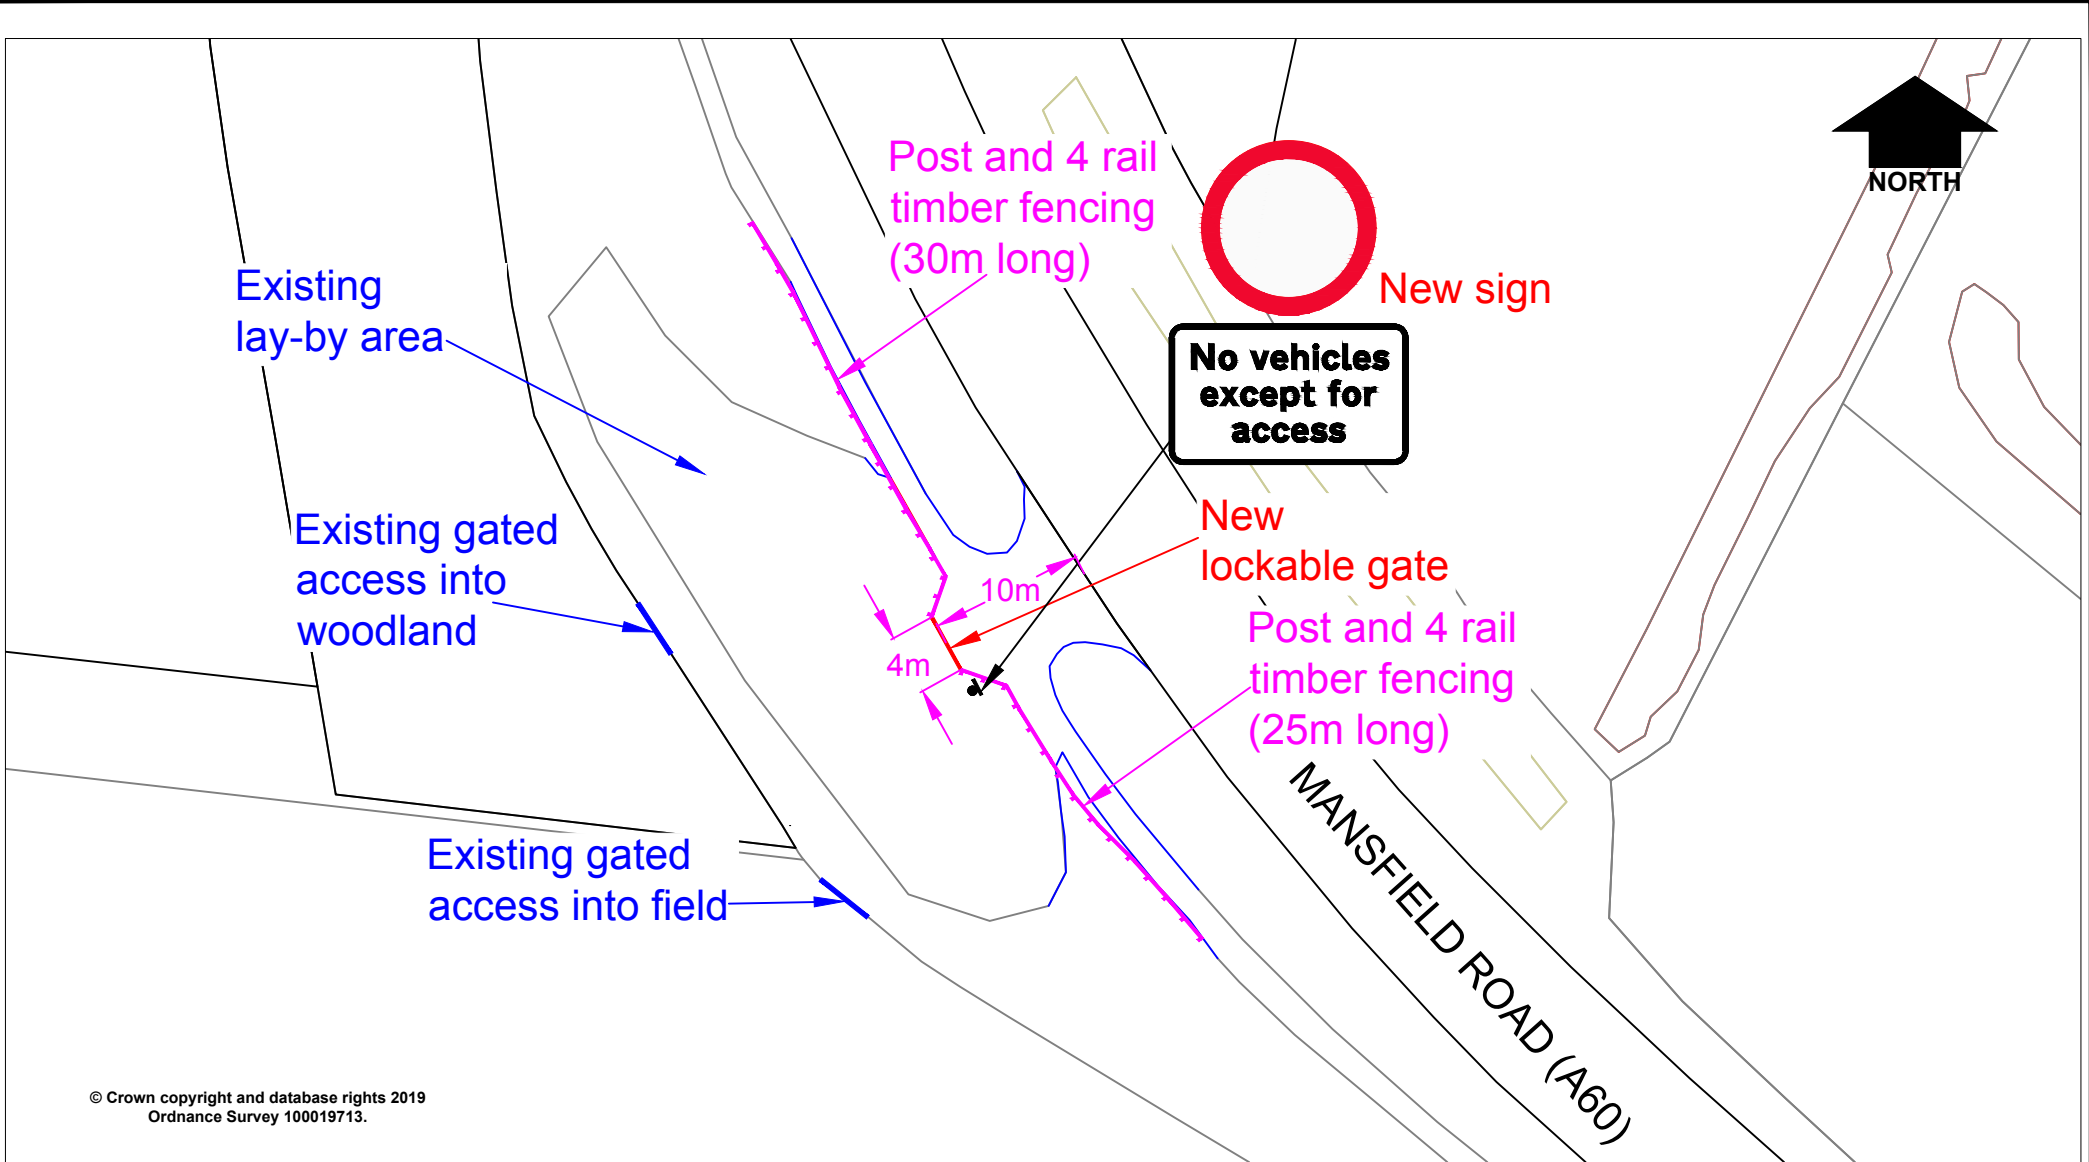 Post and 4 rail
timber fencing
(30m long)
NORTH
Existing
lay-by area
New sign
No vehicles
except for
access
Existing gated
access into
woodland
New
lockable gate
10m
4m
Post and 4 rail
timber fencing
(25m long)
Existing gated
access into field
MANSFIELD ROAD (A60)
© Crown copyright and database rights 2019
Ordnance Survey 100019713.